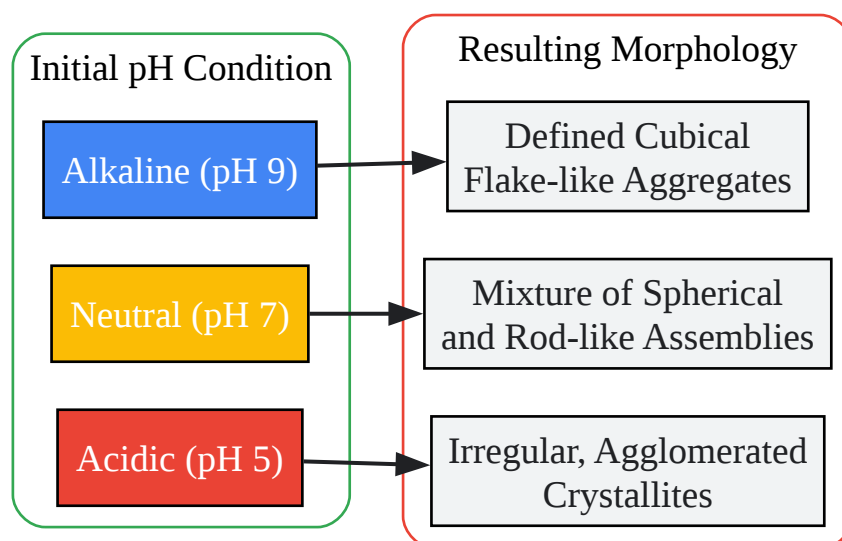 Initial pH Condition
Resulting Morphology
Alkaline (pH 9)
Defined Cubical
Flake-like Aggregates
Neutral (pH 7)
Mixture of Spherical
and Rod-like Assemblies
Acidic (pH 5)
Irregular, Agglomerated
Crystallites